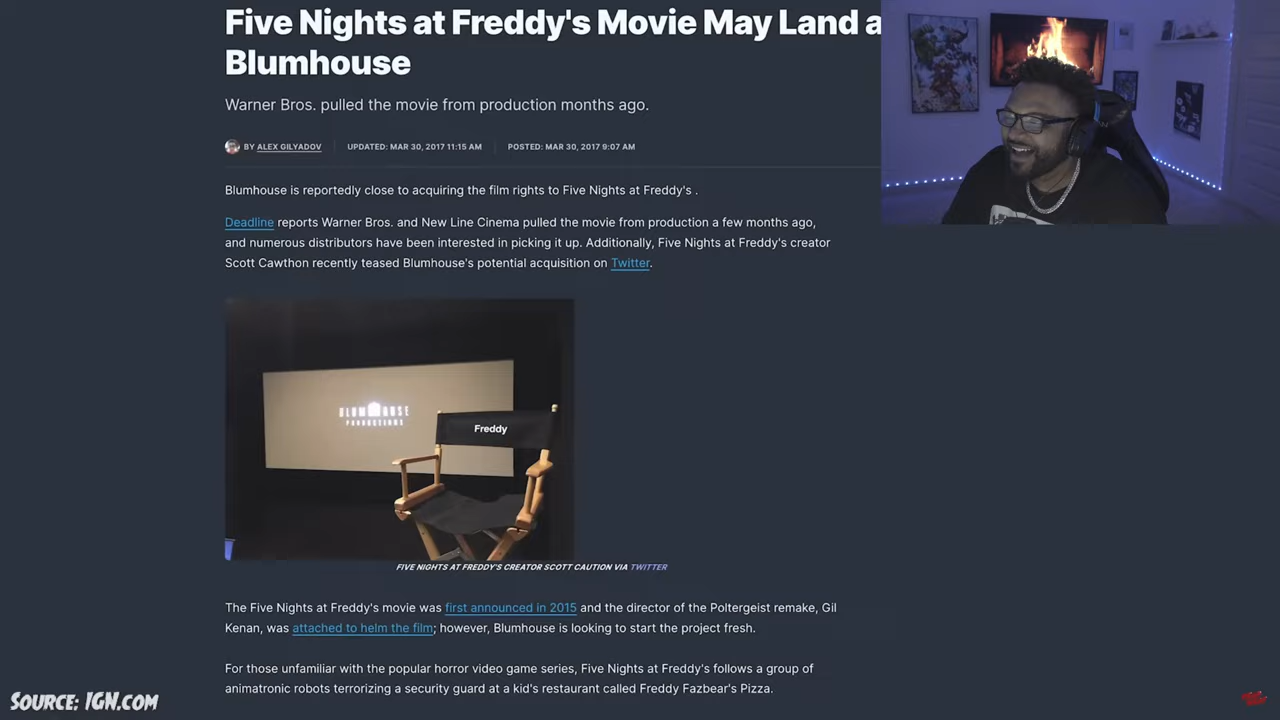 Five Nights at Freddy's Movie May Land a
Blumhouse
Warner Bros. pulled the movie from production months ago.
BY ALEX GILYADOV UPDATED: MAR 30, 2017 11:15 AM POSTED: MAR 30, 2017 9:07 AM
Blumhouse is reportedly close to acquiring the film rights to Five Nights at Freddy's .
Deadline reports Warner Bros. and New Line Cinema pulled the movie from production a few months ago,
and numerous distributors have been interested in picking it up. Additionally, Five Nights at Freddy's creator
Scott Cawthon recently teased Blumhouse's potential acquisition on Twitter.
BLUMHOUSE
PRODUCTIONS
Freddy
FIVE NIGHTS AT FREDDY'S CREATOR SCOTT CAUTION VIA TWITTER
The Five Nights at Freddy's movie was first announced in 2015 and the director of the Poltergeist remake, Gil
Kenan, was attached to helm the film; however, Blumhouse is looking to start the project fresh.
For those unfamiliar with the popular horror video game series, Five Nights at Freddy's follows a group of
animatronic robots terrorizing a security guard at a kid's restaurant called Freddy Fazbear's Pizza.
SOURCE: IGN.COM